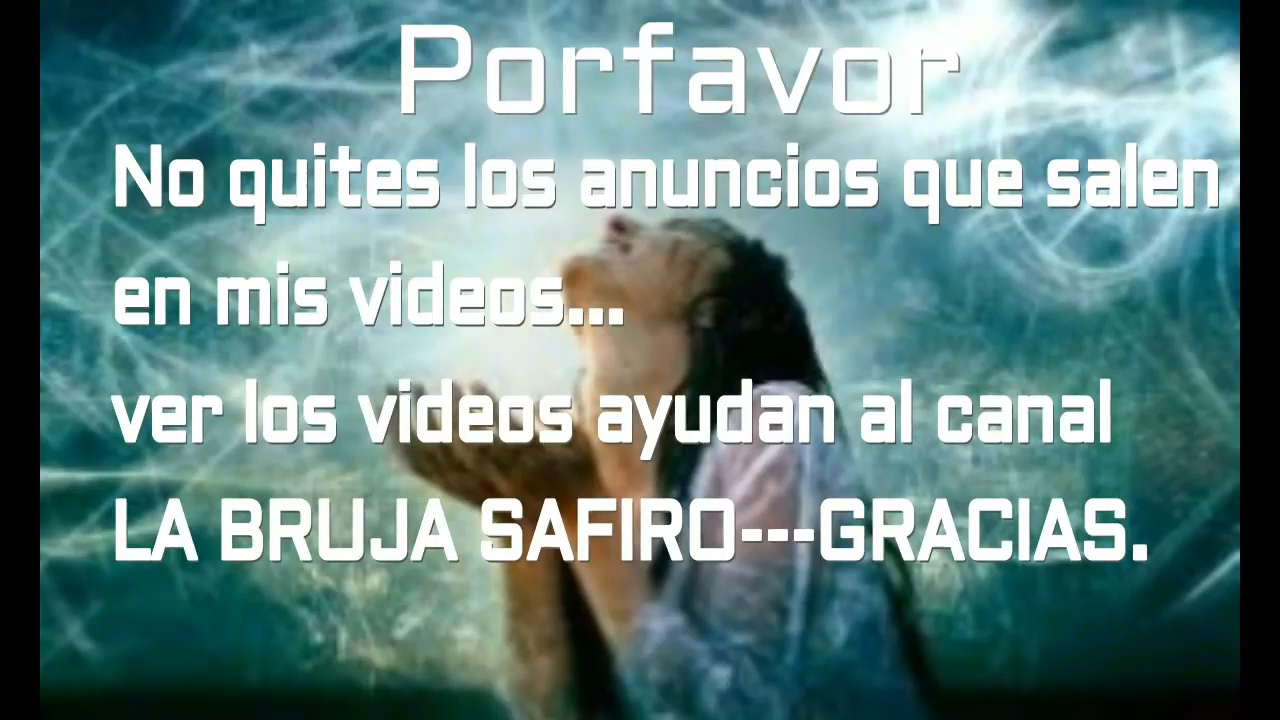 Porfavor
No quites los anuncios que salen
en mis videos...
ver los videos ayudan al canal
LA BRUJA SAFIRO---GRACIAS.